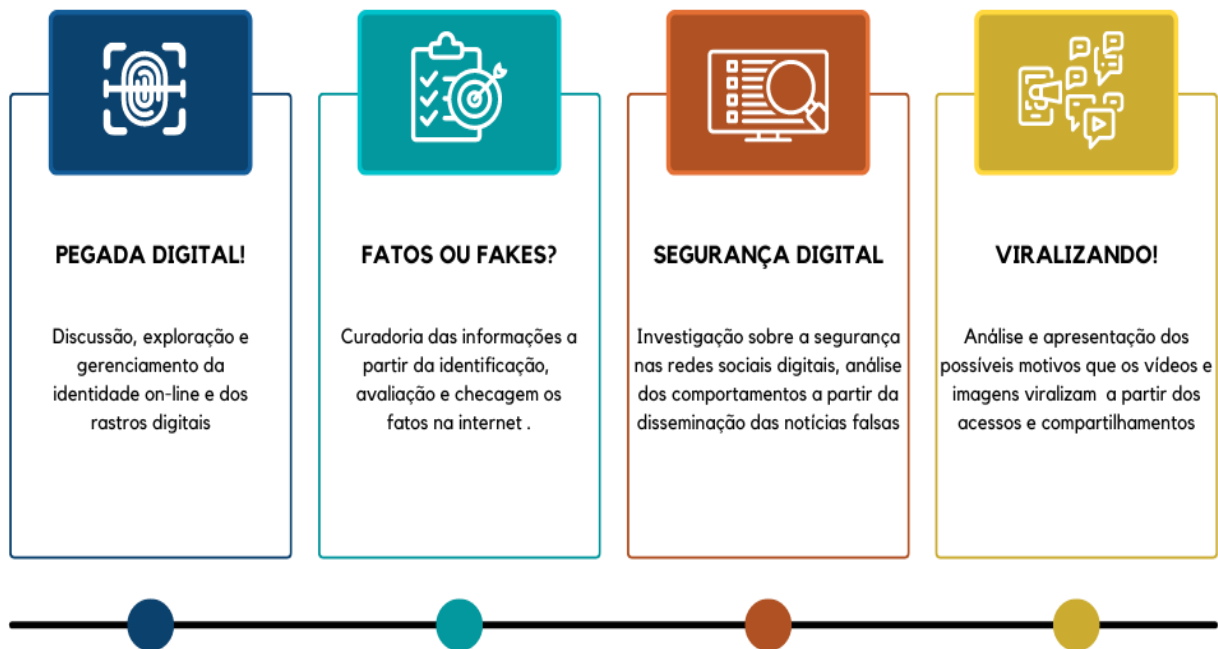 PEGADA DIGITAL!
Discussão, exploração e
gerenciamento da
identidade on-line e dos
rastros digitais
FATOS OU FAKES?
Curadoria das informações a
partir da identificação,
avaliação e checagem os
fatos na internet .
SEGURANÇA DIGITAL
Investigação sobre a segurança
nas redes sociais digitais, análise
dos comportamentos a partir da
disseminação das notícias falsas
VIRALIZANDO!
Análise e apresentação dos
possíveis motivos que os vídeos e
imagens viralizam a partir dos
acessos e compartilhamentos